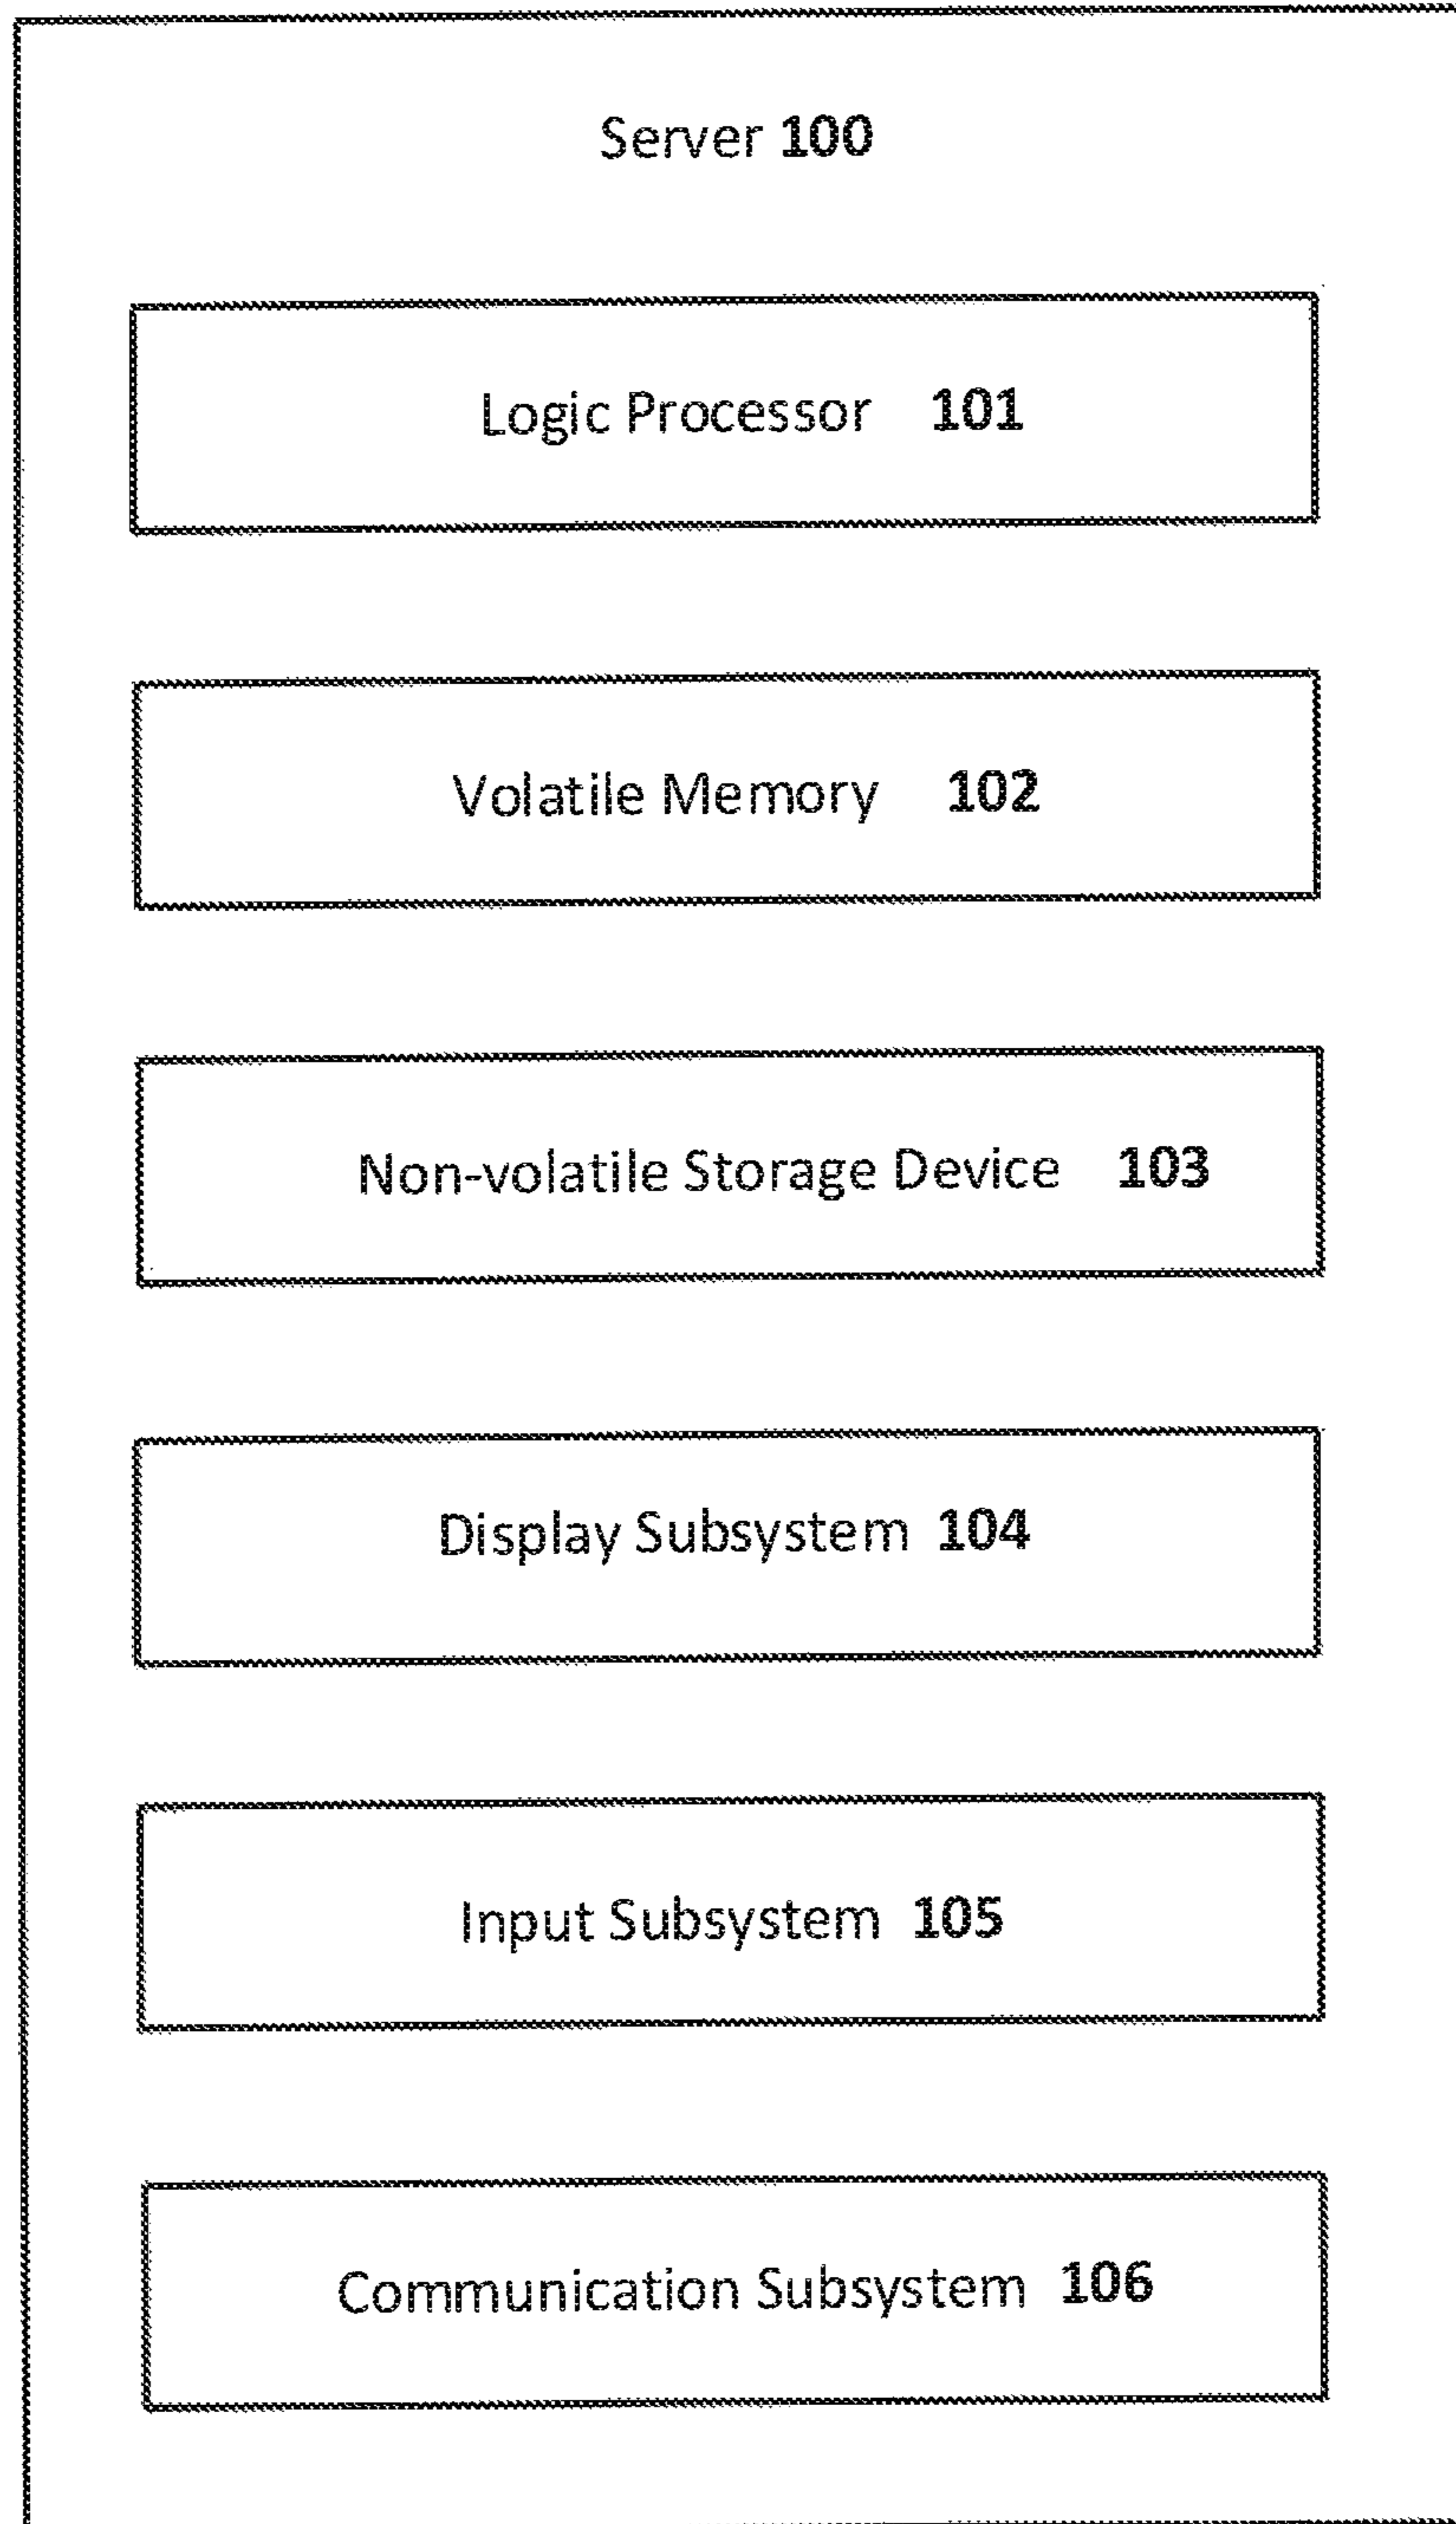 Server 100
Logic Processor 101
Volatile Memory 102
Non-volatile Storage Device 103
Display Subsystem 104
Input Subsystem 105
Communication Subsystem 106